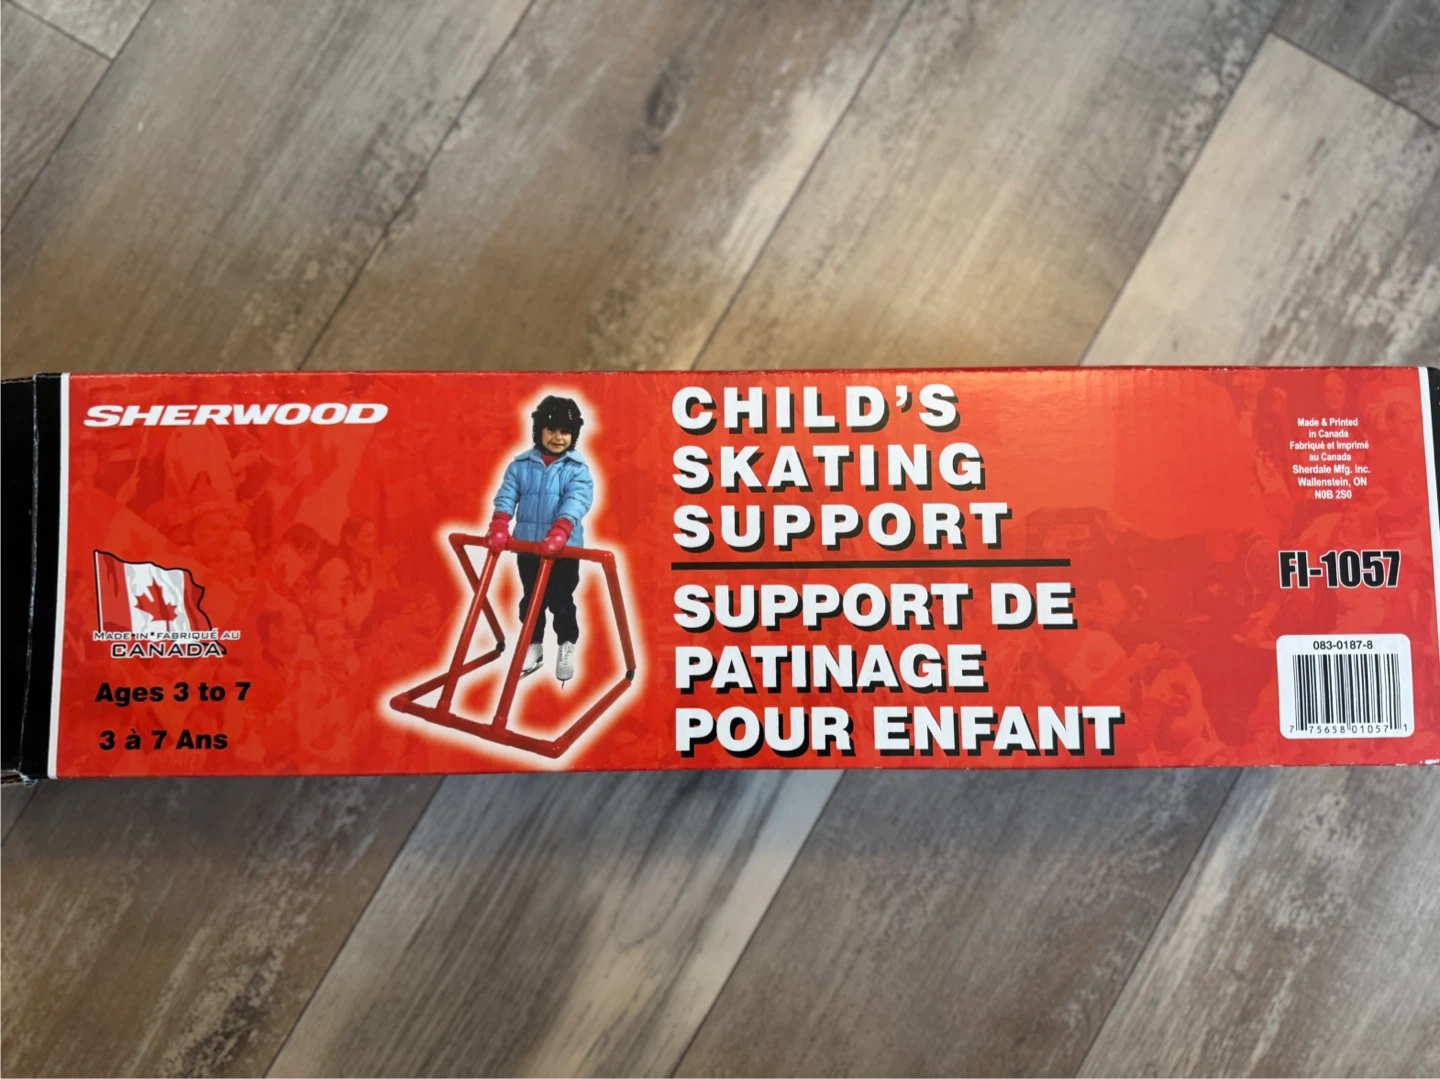 SHERWOOD
MADE IN • FABRIQUÉ AU
CANADA
Ages 3 to 7
3 à 7 Ans
CHILD'S
SKATING
SUPPORT
SUPPORT DE
PATINAGE
POUR ENFANT
Made & Printed
in Canada
Fabriqué et Imprimé
au Canada
Sherdale Mfg. Inc.
Wallenstein, ON
N0B 2S0
FI-1057
083-0187-8
7 75658 01057 1